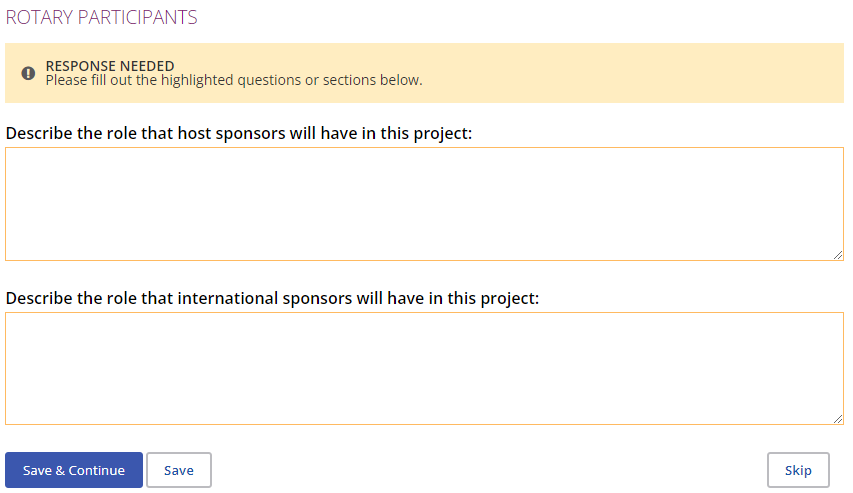 ROTARY PARTICIPANTS
RESPONSE NEEDED
Please fill out the highlighted questions or sections below.
Describe the role that host sponsors will have in this project:
Describe the role that international sponsors will have in this project:
Save & Continue
Save
Skip